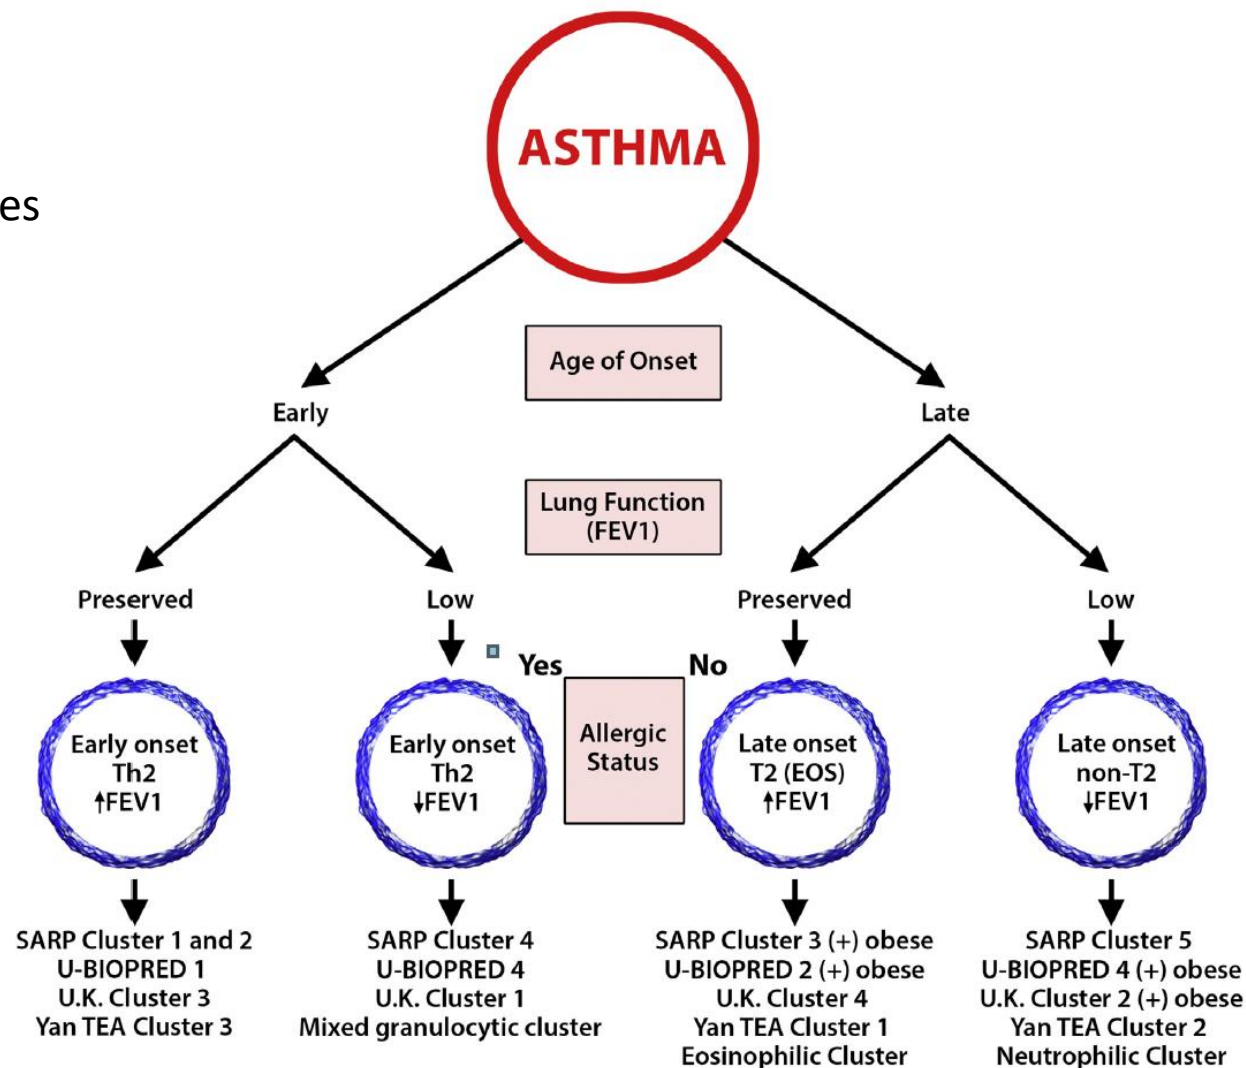 ASTHMA
es
Age of Onset
Early
Late
Lung Function
(FEV1)
Preserved
Low
Preserved
Low
Yes
No
Allergic
Status
Early onset
Th2
↑FEV1
Early onset
Th2
↓FEV1
Late onset
T2 (EOS)
↑FEV1
Late onset
non-T2
↓FEV1
SARP Cluster 1 and 2
U-BIOPRED 1
U.K. Cluster 3
Yan TEA Cluster 3
SARP Cluster 4
U-BIOPRED 4
U.K. Cluster 1
Mixed granulocytic cluster
SARP Cluster 3 (+) obese
U-BIOPRED 2 (+) obese
U.K. Cluster 4
Yan TEA Cluster 1
Eosinophilic Cluster
SARP Cluster 5
U-BIOPRED 4 (+) obese
U.K. Cluster 2 (+) obese
Yan TEA Cluster 2
Neutrophilic Cluster